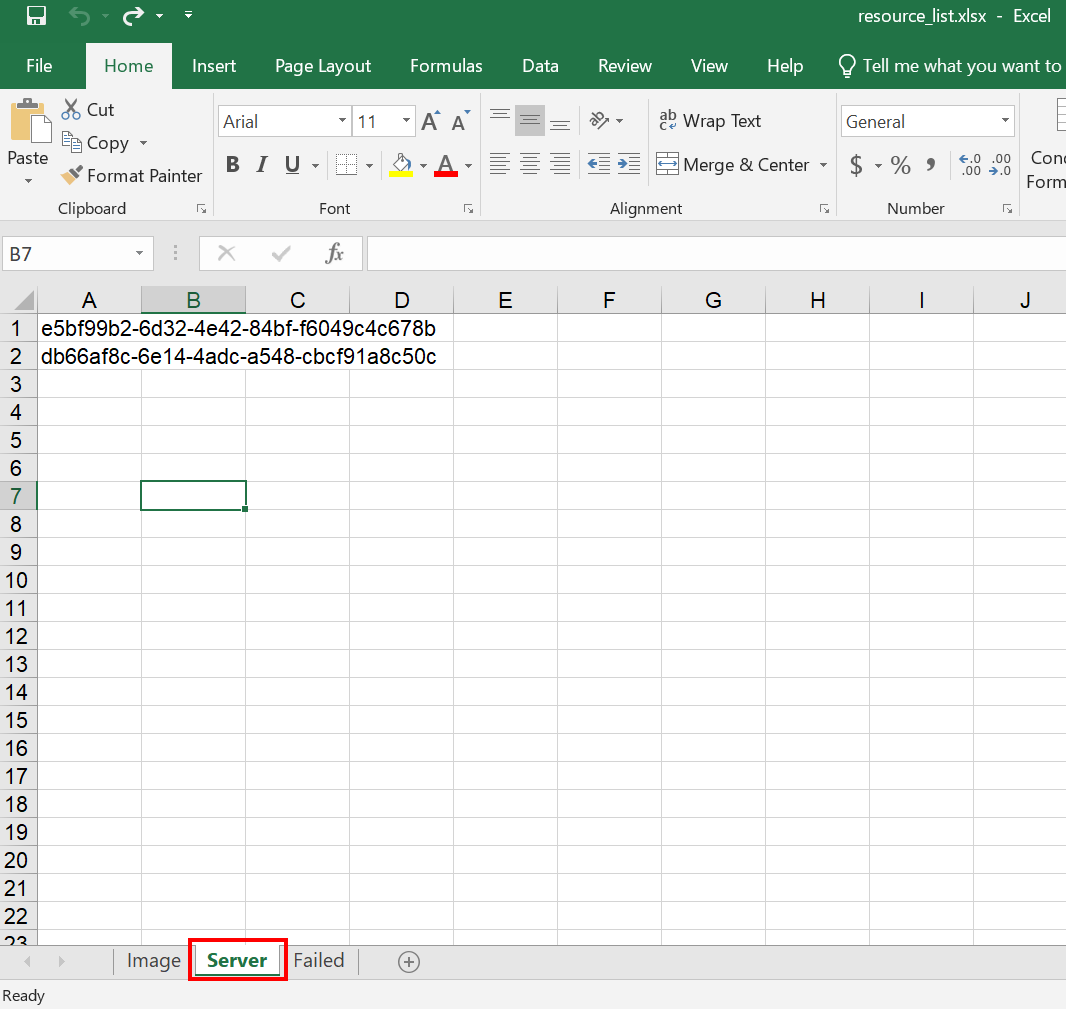 resource_list.xlsx - Excel
File Home Insert Page Layout Formulas Data Review View Help Tell me what you want to
Paste
Cut
Copy
Format Painter
Clipboard
Arial 11 A A
B I U A
Font
ab Wrap Text
Merge & Center
Alignment
General
$ % , .0 .00 .00 .0
Number
B7 fx
A B C D E F G H I J
1 e5bf99b2-6d32-4e42-84bf-f6049c4c678b
2 db66af8c-6e14-4adc-a548-cbcf91a8c50c
3
4
5
6
7
8
9
10
11
12
13
14
15
16
17
18
19
20
21
22
23
Image Server Failed
Ready